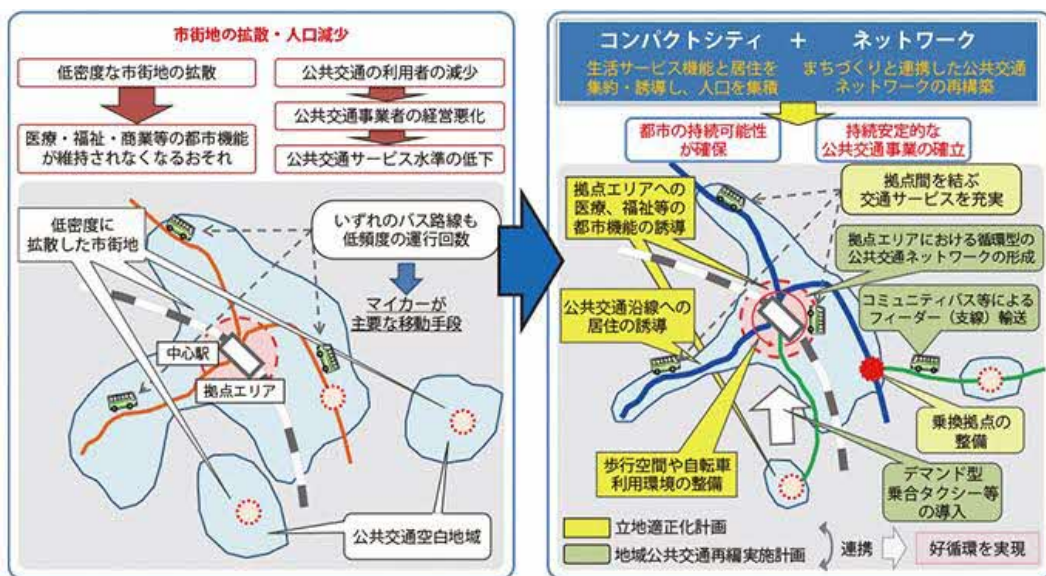 市街地の拡散・人口減少
低密度な市街地の拡散
医療・福祉・商業等の都市機能
が維持されなくなるおそれ
公共交通の利用者の減少
公共交通事業者の経営悪化
公共交通サービス水準の低下
低密度に
拡散した市街地
いずれのバス路線も
低頻度の運行回数
マイカーが
主要な移動手段
中心駅
拠点エリア
公共交通空白地域
コンパクトシティ + ネットワーク
生活サービス機能と居住を
集約・誘導し、人口を集積
まちづくりと連携した公共交通
ネットワークの再構築
都市の持続可能性
が確保
持続安定的な
公共交通事業の確立
拠点エリアへの
医療、福祉等の
都市機能の誘導
拠点間を結ぶ
交通サービスを充実
拠点エリアにおける循環型の
公共交通ネットワークの形成
公共交通沿線への
居住の誘導
コミュニティバス等による
フィーダー（支線）輸送
乗換拠点の
整備
歩行空間や自転車
利用環境の整備
デマンド型
乗合タクシー等
の導入
立地適正化計画
地域公共交通再編実施計画
連携
好循環を実現